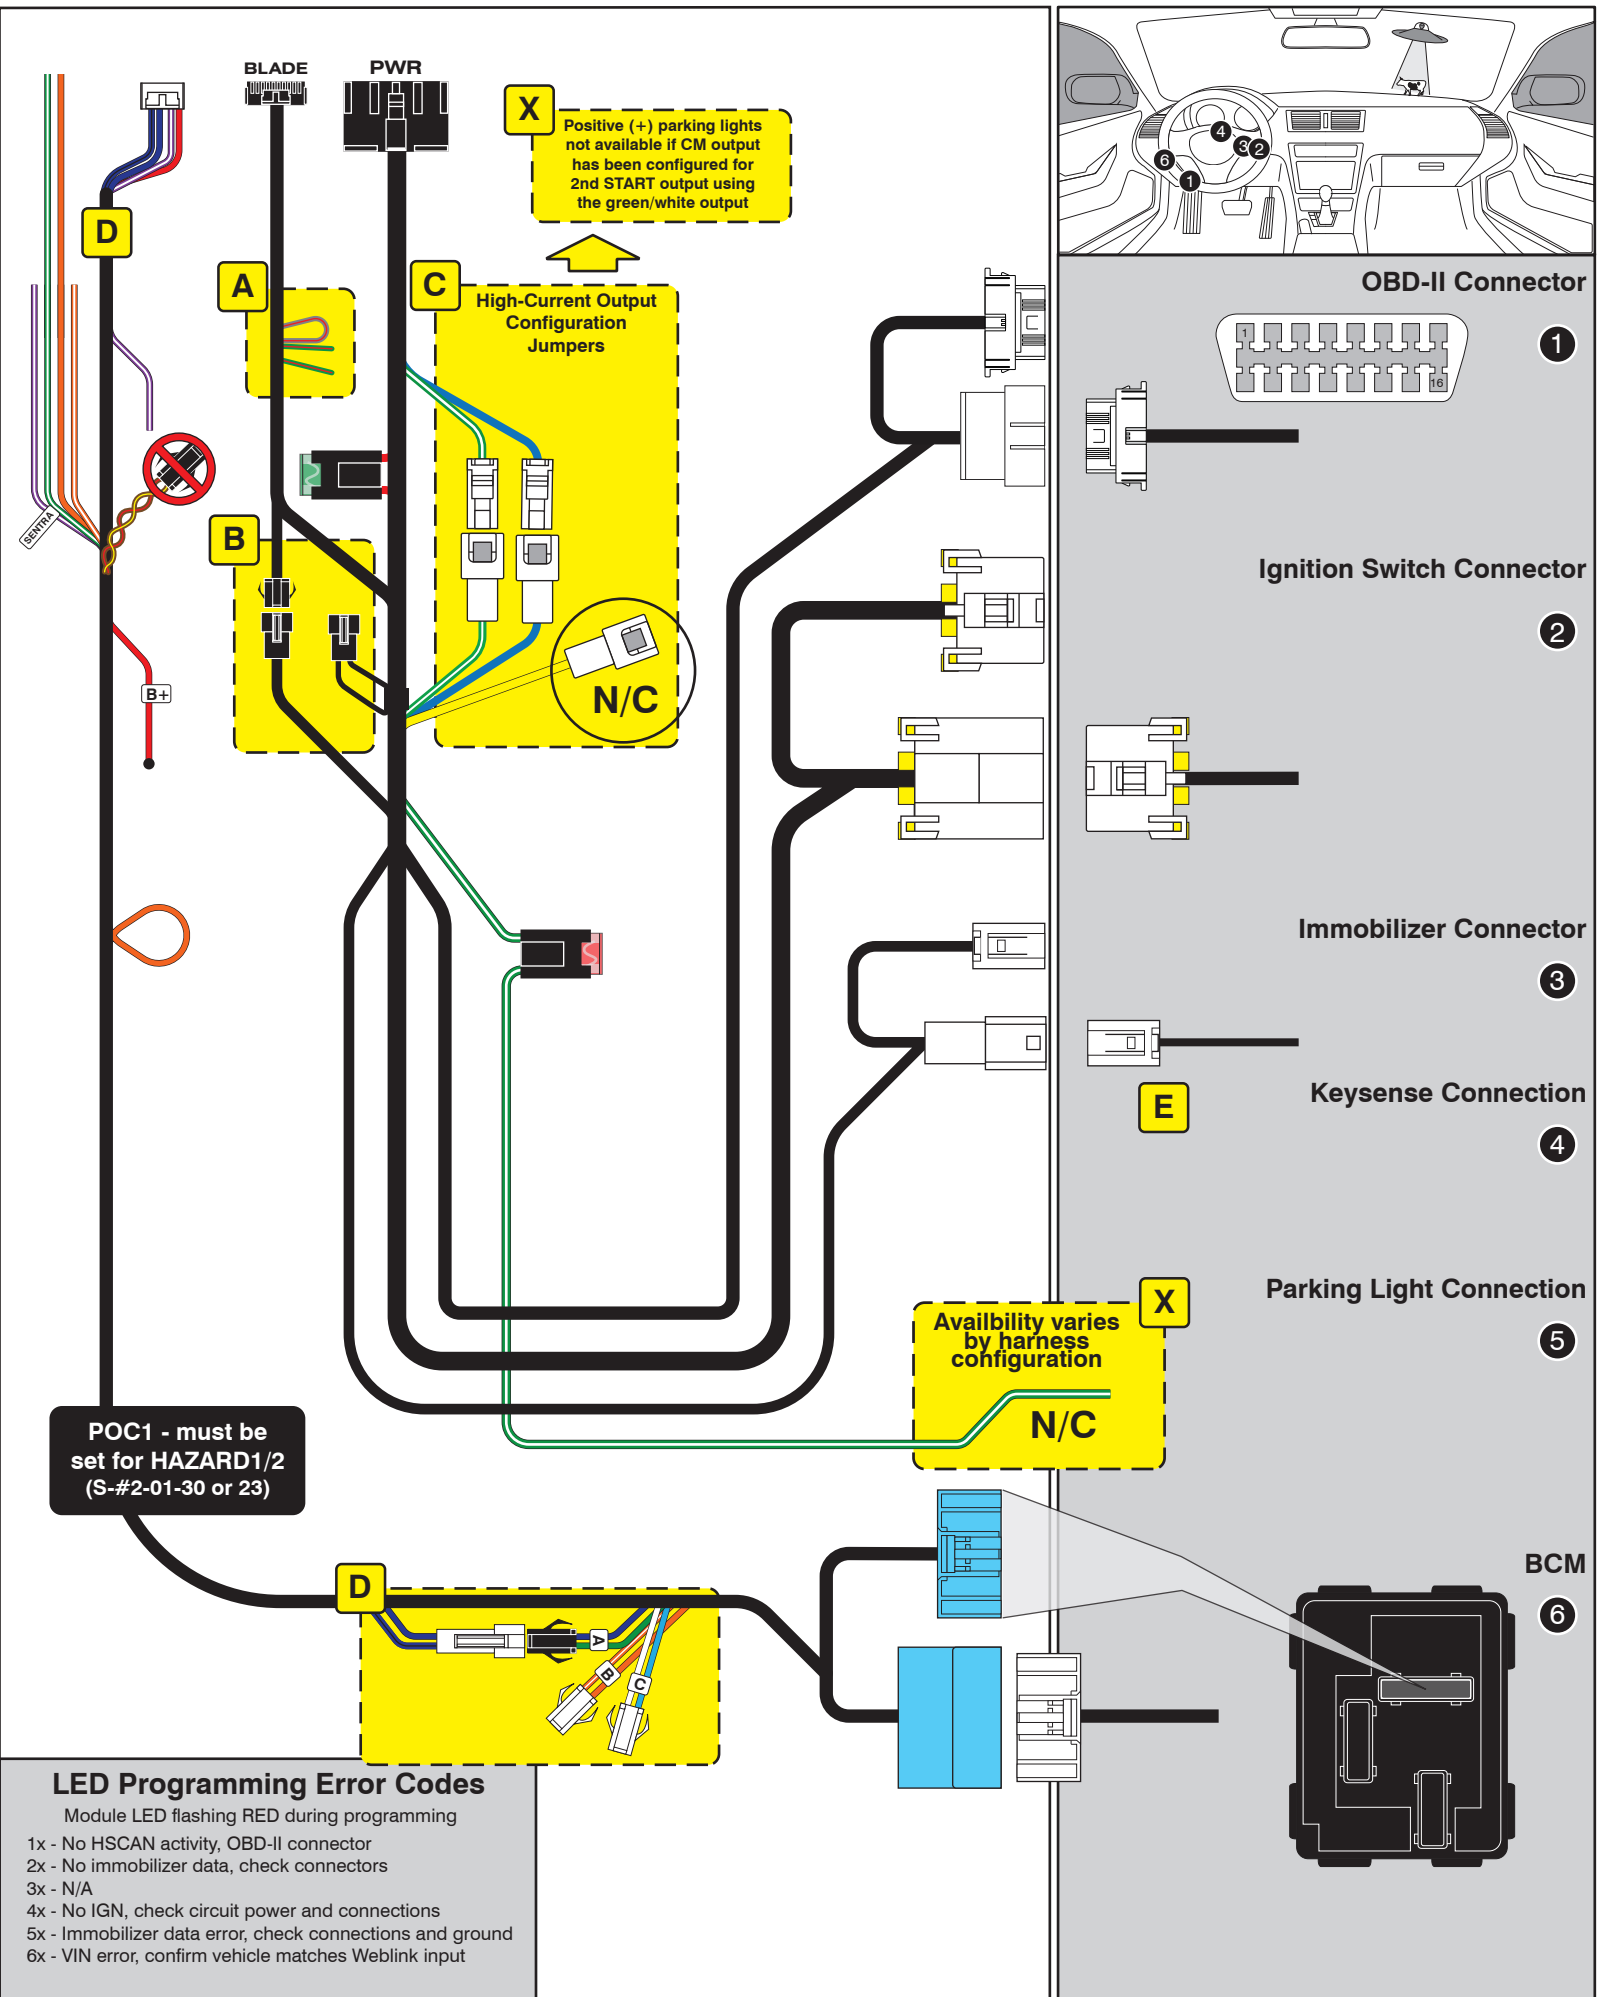 BLADE
PWR
X
Positive (+) parking lights
not available if CM output
has been configured for
2nd START output using
the green/white output
D
A
C
High-Current Output
Configuration
Jumpers
SENTRA
B
B+
N/C
4
3
2
6
1
OBD-II Connector
1
1
16
Ignition Switch Connector
2
Immobilizer Connector
3
E
Keysense Connection
4
X
Parking Light Connection
5
Availbility varies
by harness
configuration
N/C
POC1 - must be
set for HAZARD1/2
(S-#2-01-30 or 23)
D
A
B
C
BCM
6
LED Programming Error Codes
Module LED flashing RED during programming
1x - No HSCAN activity, OBD-II connector
2x - No immobilizer data, check connectors
3x - N/A
4x - No IGN, check circuit power and connections
5x - Immobilizer data error, check connections and ground
6x - VIN error, confirm vehicle matches Weblink input